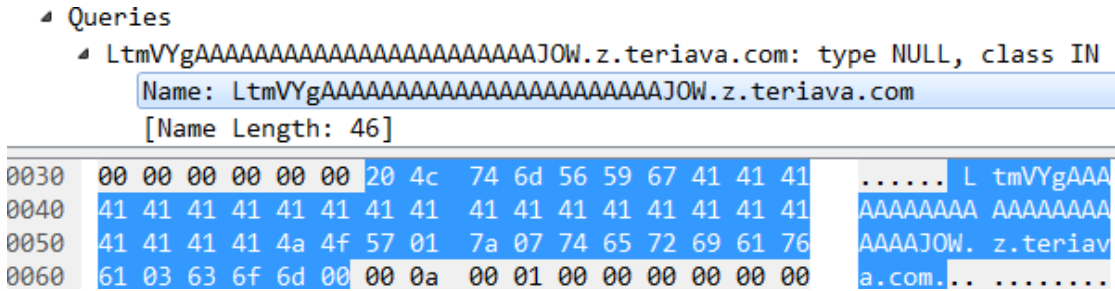 Queries
LtmVYgAAAAAAAAAAAAAAAAAAAAAAAJOW.z.teriava.com: type NULL, class IN
Name: LtmVYgAAAAAAAAAAAAAAAAAAAAAAAJOW.z.teriava.com
[Name Length: 46]
0030 00 00 00 00 00 00 20 4c 74 6d 56 59 67 41 41 41 ...... L tmVYgAAA
0040 41 41 41 41 41 41 41 41 41 41 41 41 41 41 41 41 AAAAAAAA AAAAAAAA
0050 41 41 41 41 4a 4f 57 01 7a 07 74 65 72 69 61 76 AAAAJOW. z.teriav
0060 61 03 63 6f 6d 00 00 0a 00 01 00 00 00 00 00 00 a.com... ........